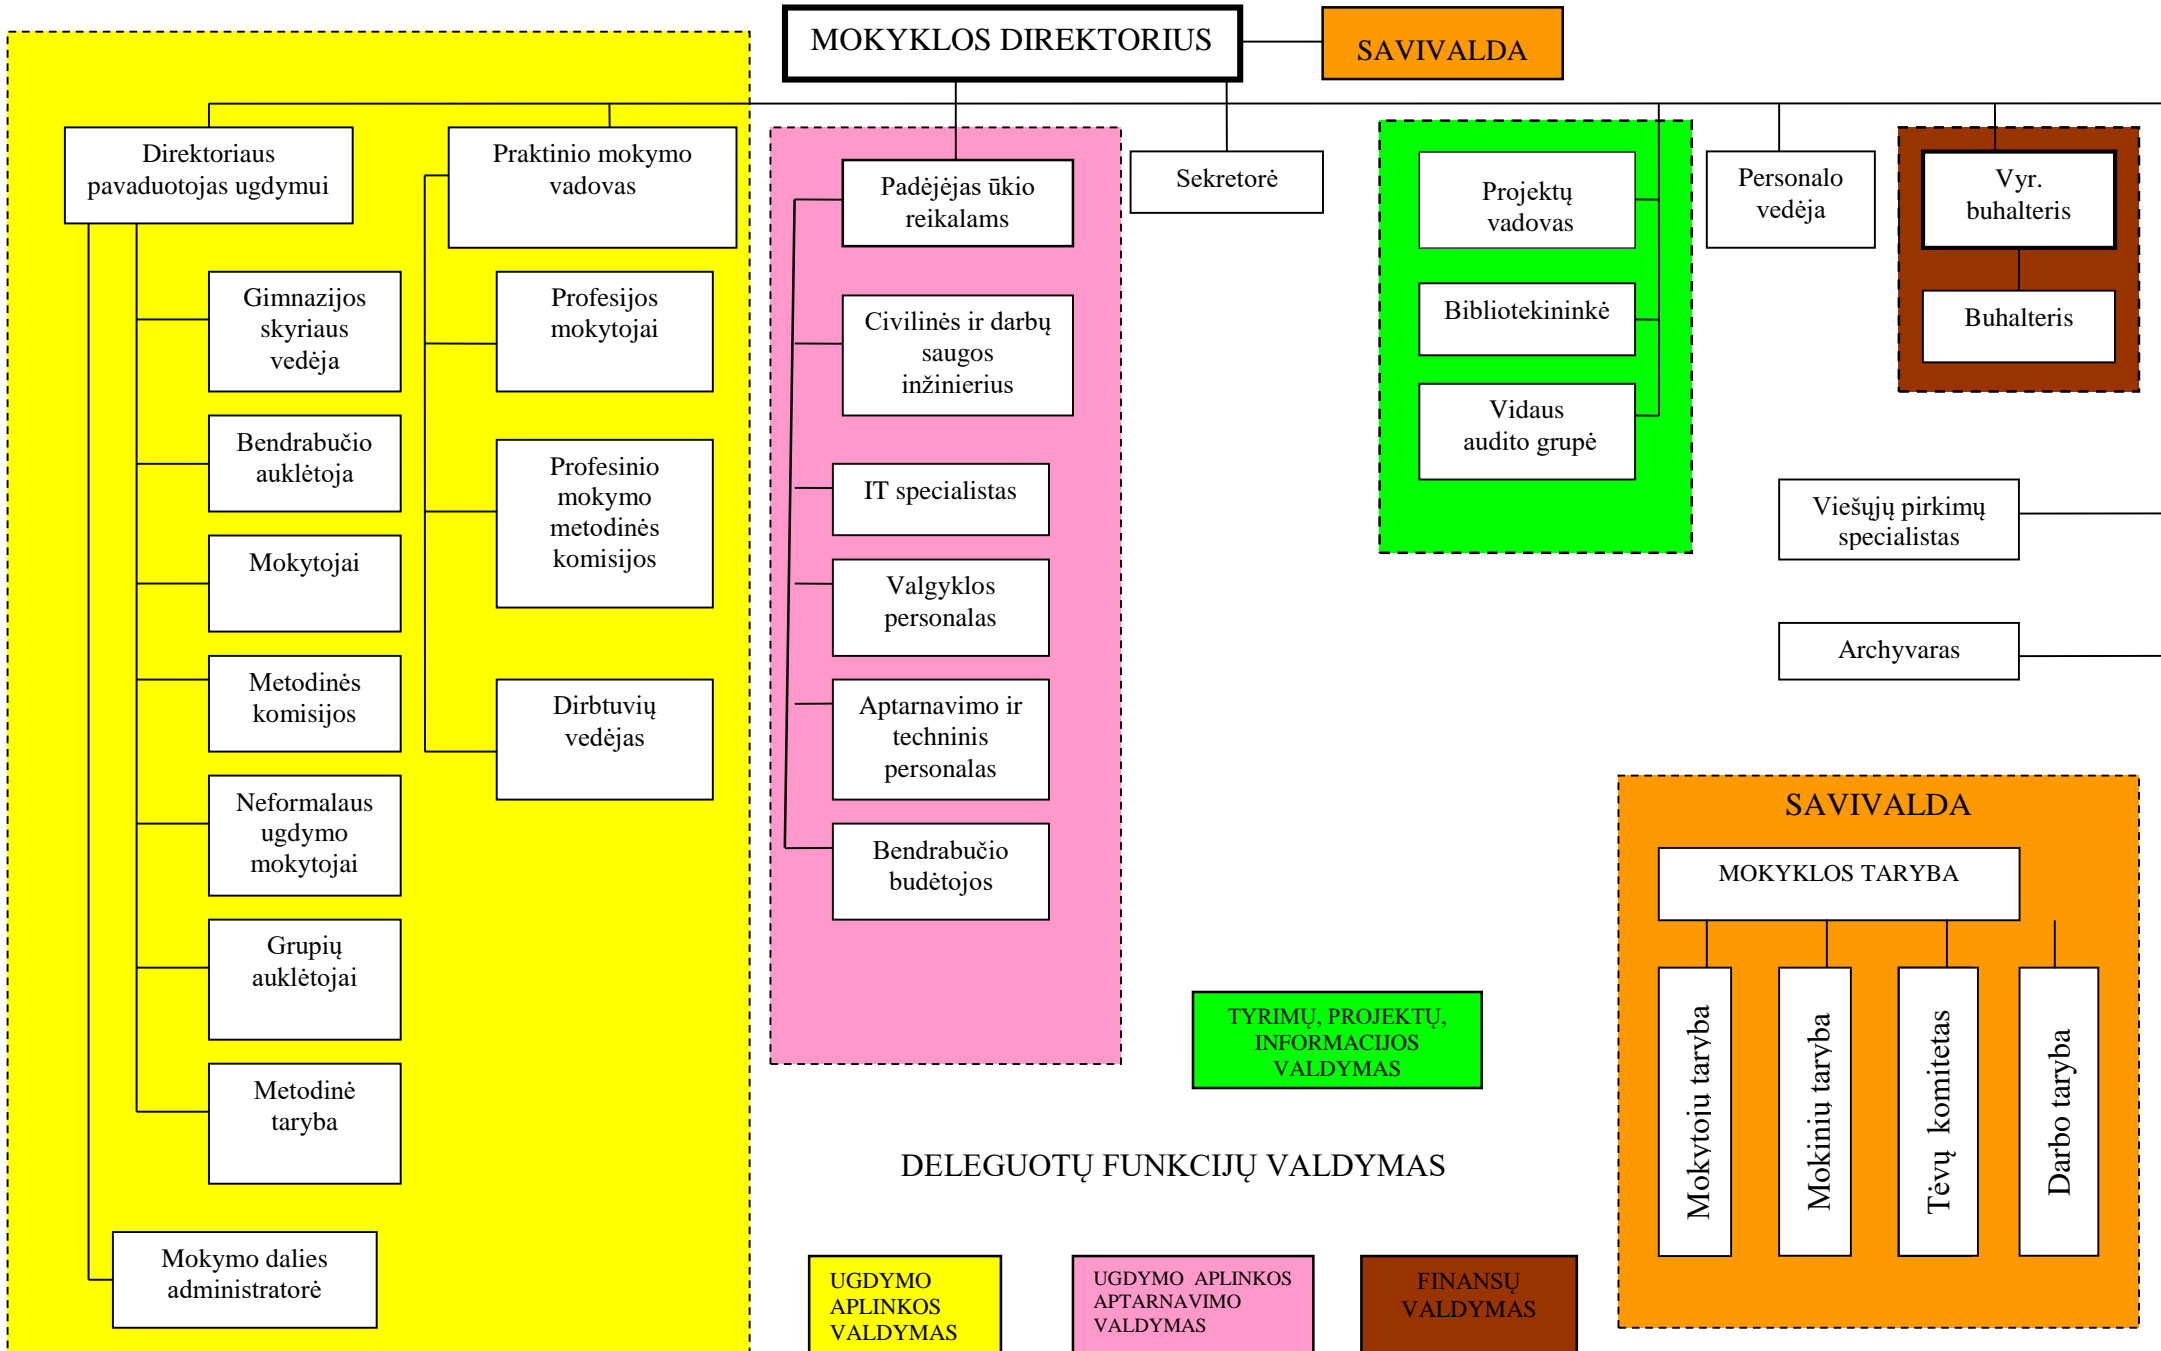 MOKYKLOS DIREKTORIUS
SAVIVALDA
Direktoriaus
pavaduotojas ugdymui
Gimnazijos
skyriaus
vedėja
Bendrabučio
auklėtoja
Mokytojai
Metodinės
komisijos
Neformalaus
ugdymo
mokytojai
Grupių
auklėtojai
Metodinė
taryba
Mokymo dalies
administratorė
Praktinio mokymo
vadovas
Profesijos
mokytojai
Profesinio
mokymo
metodinės
komisijos
Dirbtuvių
vedėjas
Padėjėjas ūkio
reikalams
Civilinės ir darbų
saugos
inžinierius
IT specialistas
Valgyklos
personalas
Aptarnavimo ir
techninis
personalas
Bendrabučio
budėtojos
Sekretorė
Projektų
vadovas
Bibliotekininkė
Vidaus
audito grupė
Personalo
vedėja
Vyr.
buhalteris
Buhalteris
Viešųjų pirkimų
specialistas
Archyvaras
SAVIVALDA
MOKYKLOS TARYBA
Mokytojų taryba
Mokinių taryba
Tėvų komitetas
Darbo taryba
TYRIMŲ, PROJEKTŲ,
INFORMACIJOS
VALDYMAS
DELEGUOTŲ FUNKCIJŲ VALDYMAS
UGDYMO
APLINKOS
VALDYMAS
UGDYMO APLINKOS
APTARNAVIMO
VALDYMAS
FINANSŲ
VALDYMAS